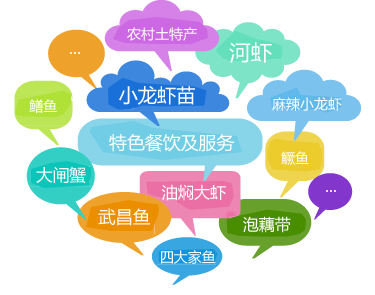 农村土特产
...
河虾
小龙虾苗
麻辣小龙虾
鳝鱼
特色餐饮及服务
鳜鱼
大闸蟹
油焖大虾
...
武昌鱼
泡藕带
四大家鱼